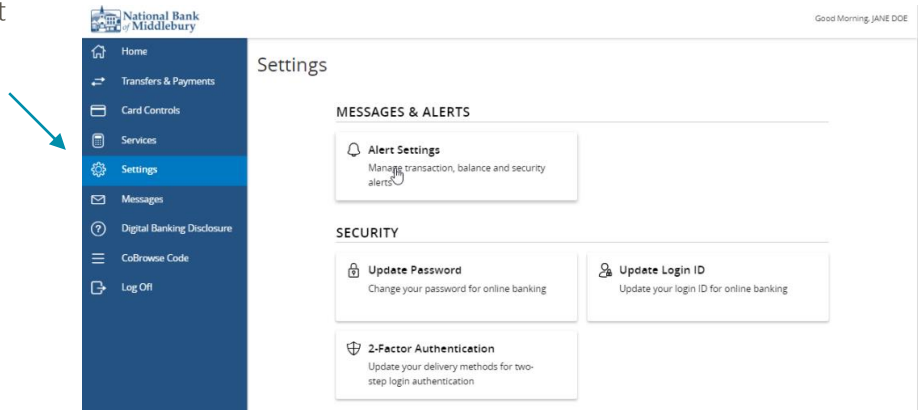 t
National Bank
of Middlebury
Good Morning, JANE DOE
Home
Transfers & Payments
Card Controls
Services
Settings
Messages
Digital Banking Disclosure
CoBrowse Code
Log Off
Settings
MESSAGES & ALERTS
Alert Settings
Manage transaction, balance and security
alerts
SECURITY
Update Password
Change your password for online banking
Update Login ID
Update your login ID for online banking
2-Factor Authentication
Update your delivery methods for two-
step login authentication